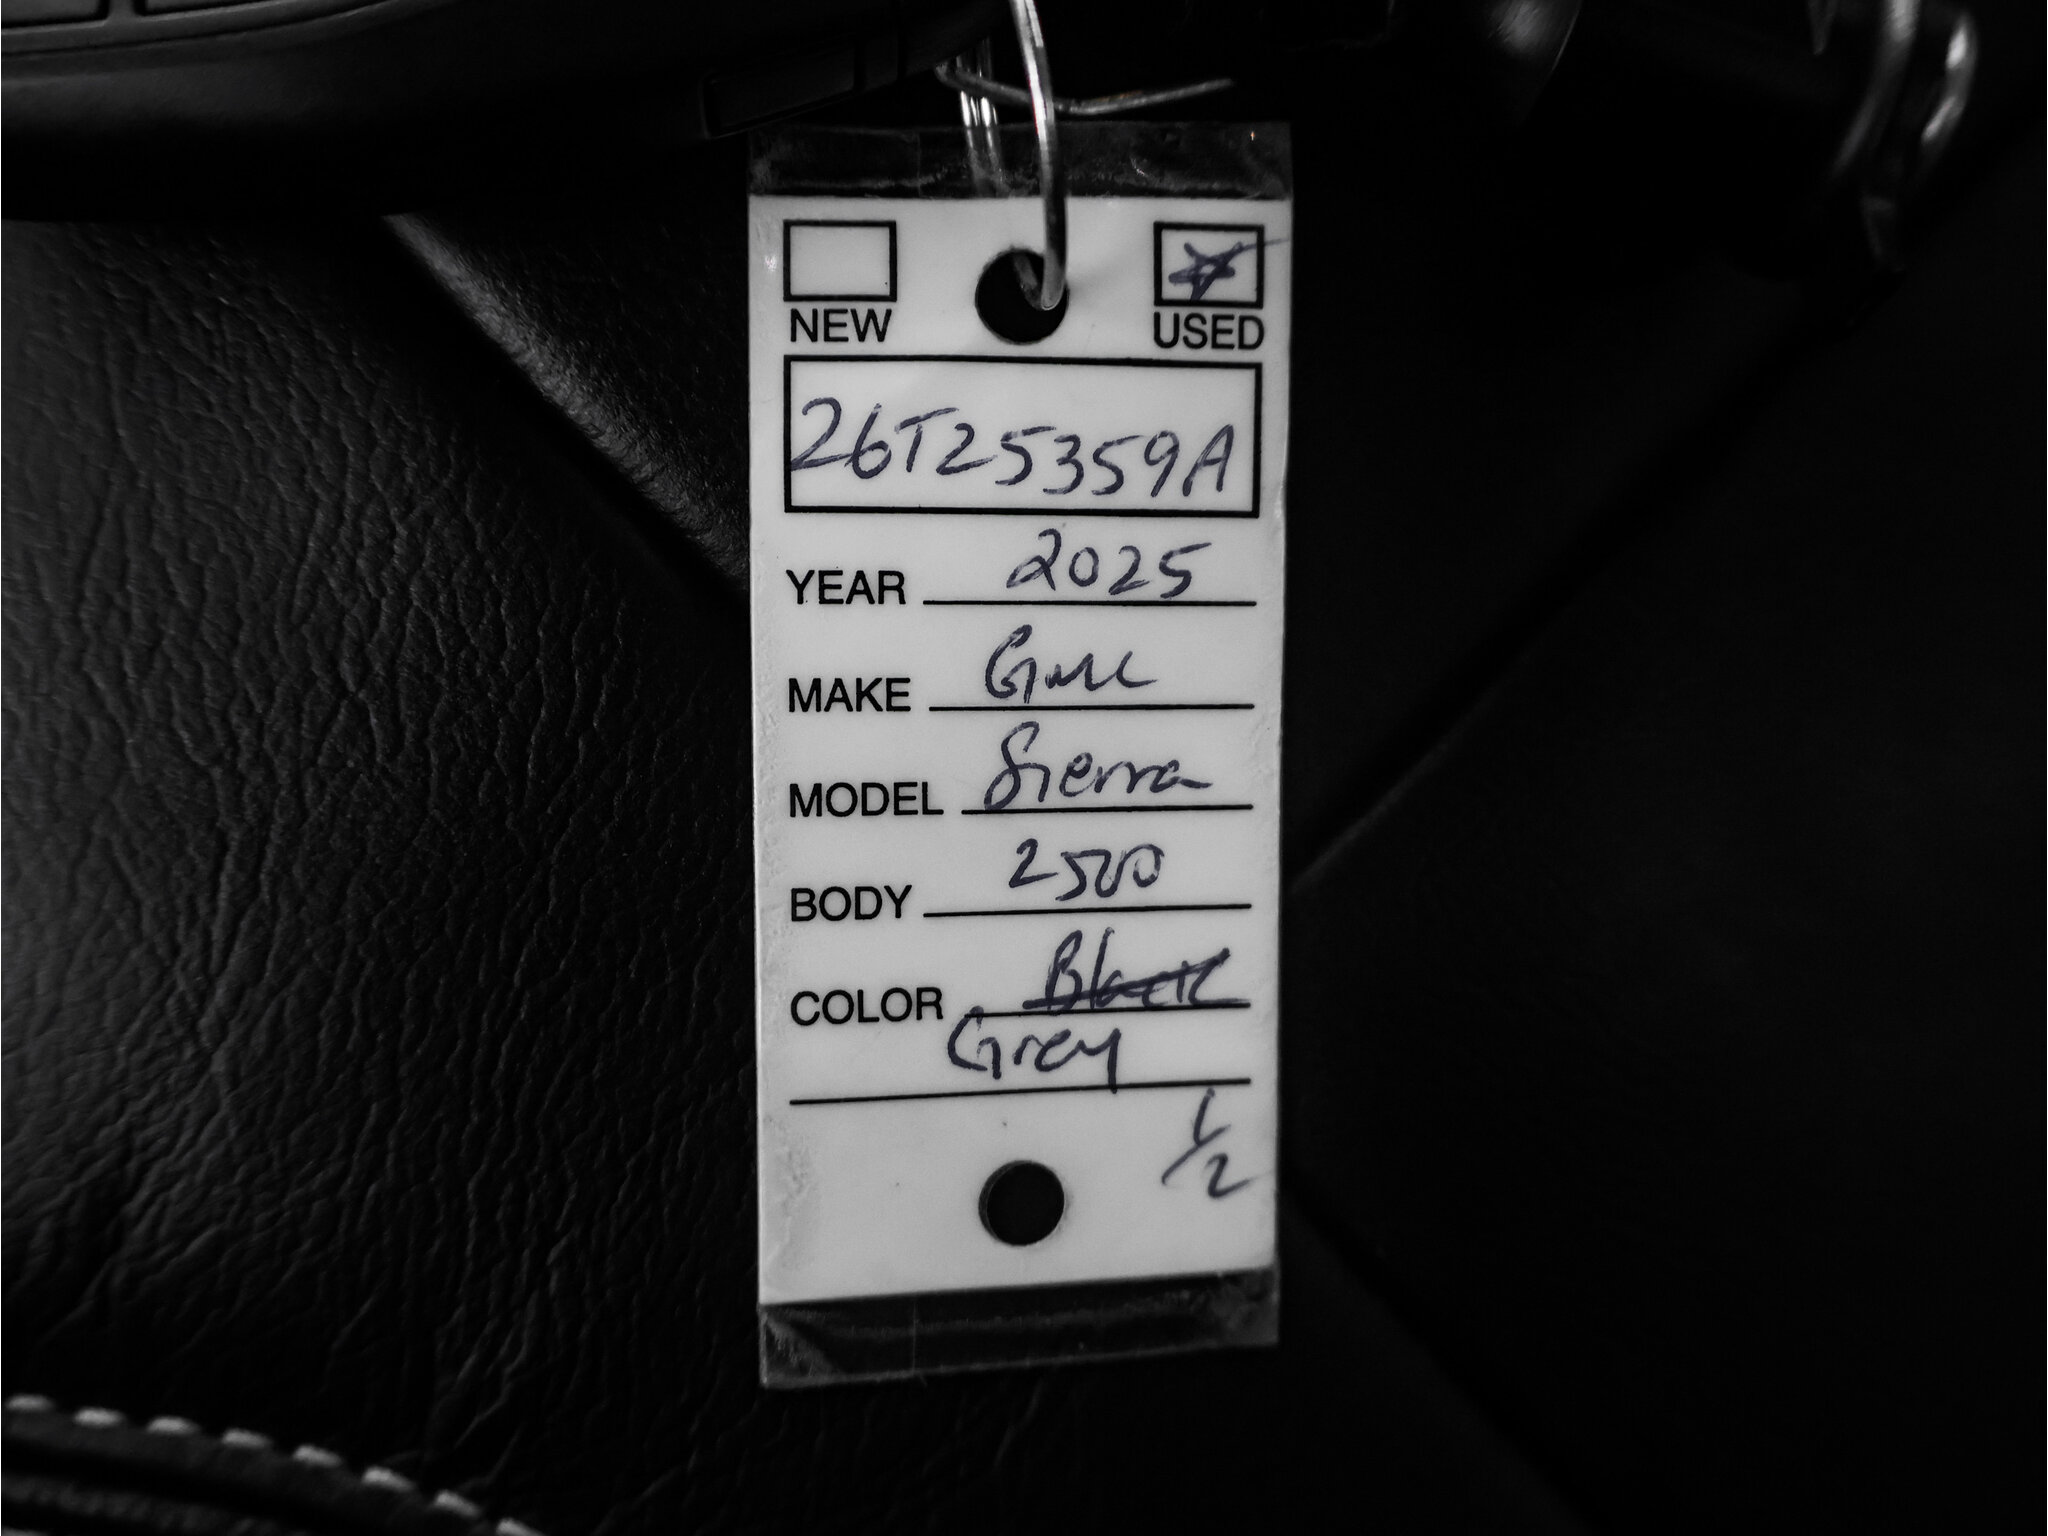 NEW USED
26T25359A
YEAR 2025
MAKE GMC
MODEL Sierra
BODY 2500
COLOR Black
Grey
1/2